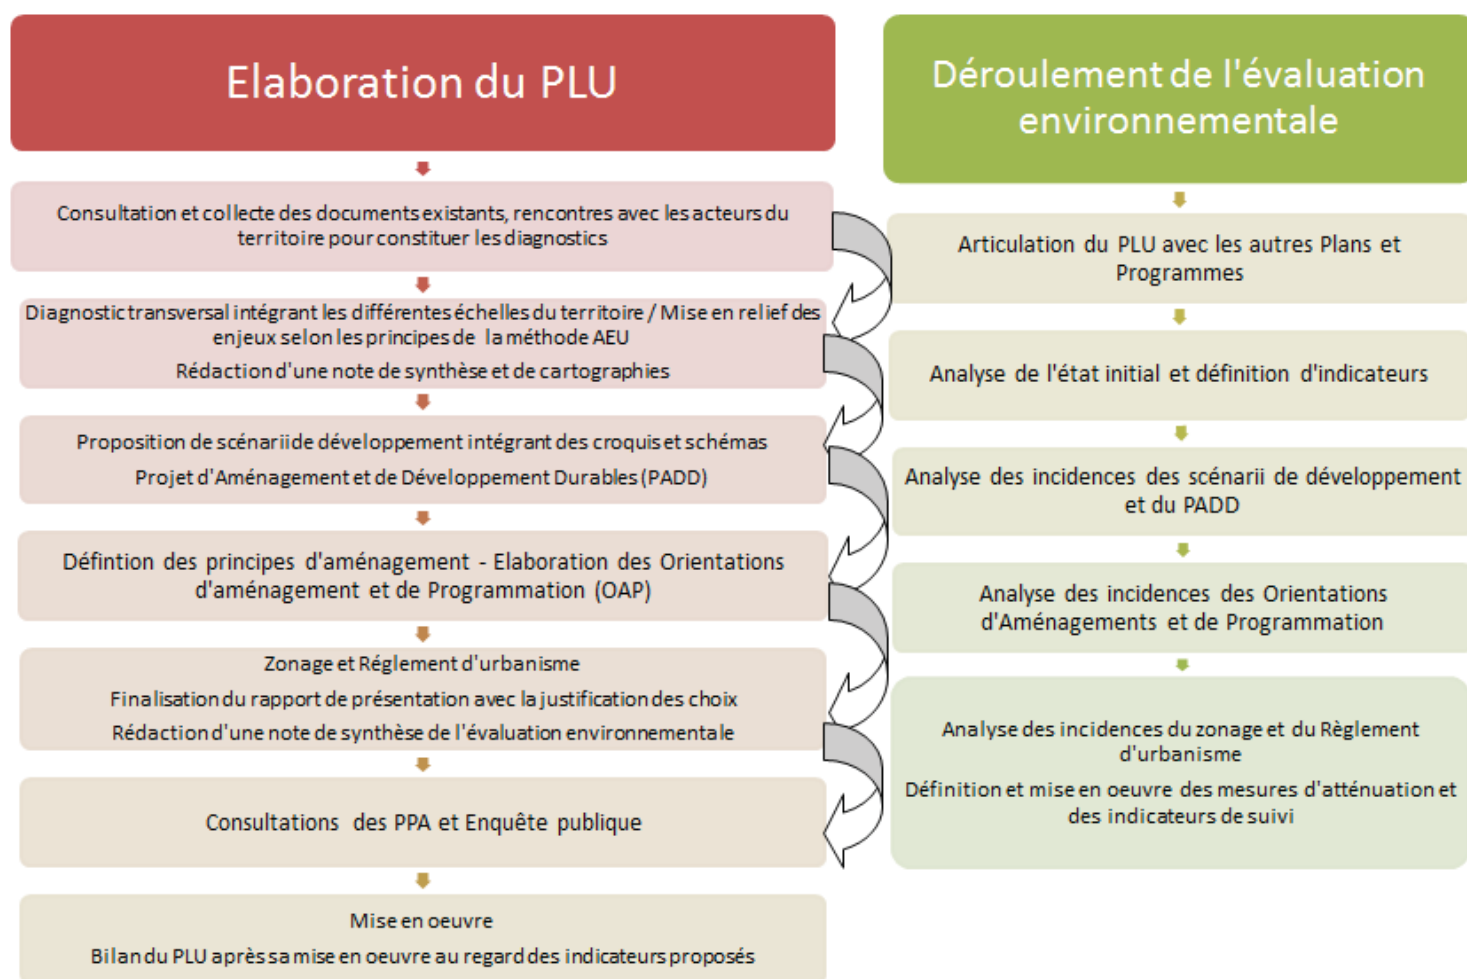 Elaboration du PLU
Consultation et collecte des documents existants, rencontres avec les acteurs du
territoire pour constituer les diagnostics
Diagnostic transversal intégrant les différentes échelles du territoire / Mise en relief des
enjeux selon les principes de la méthode AEU
Rédaction d'une note de synthèse et de cartographies
Proposition de scénariide développement intégrant des croquis et schémas
Projet d'Aménagement et de Développement Durables (PADD)
Défintion des principes d'aménagement - Elaboration des Orientations
d'aménagement et de Programmation (OAP)
Zonage et Réglement d'urbanisme
Finalisation du rapport de présentation avec la justification des choix
Rédaction d'une note de synthèse de l'évaluation environnementale
Consultations des PPA et Enquête publique
Mise en oeuvre
Bilan du PLU après sa mise en oeuvre au regard des indicateurs proposés
Déroulement de l'évaluation
environnementale
Articulation du PLU avec les autres Plans et
Programmes
Analyse de l'état initial et définition d'indicateurs
Analyse des incidences des scénarii de développement
et du PADD
Analyse des incidences des Orientations
d'Aménagements et de Programmation
Analyse des incidences du zonage et du Règlement
d'urbanisme
Définition et mise en oeuvre des mesures d'atténuation et
des indicateurs de suivi